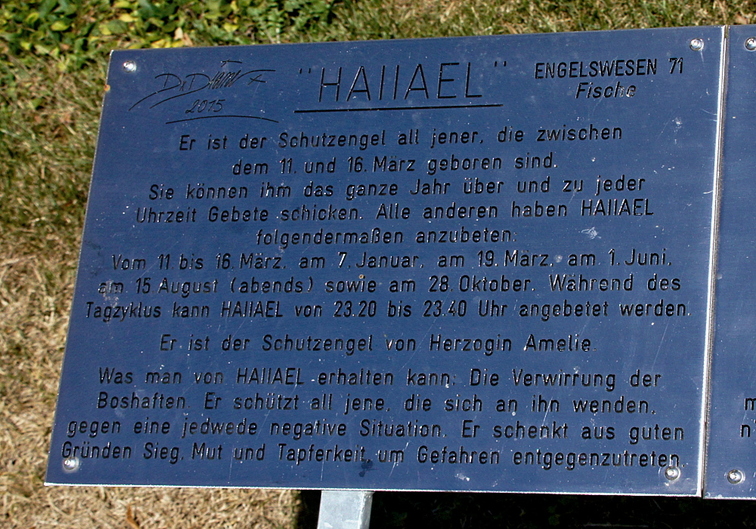 "HAIIAEL"
ENGELSWESEN 71
Fische
2015
Er ist der Schutzengel all jener, die zwischen
dem 11. und 16. März geboren sind.
Sie können ihm das ganze Jahr über und zu jeder
Uhrzeit Gebete schicken. Alle anderen haben HAIIAEL
folgendermaßen anzubeten:
Vom 11. bis 16. März, am 7. Januar, am 19. März, am 1. Juni,
am 15 August (abends) sowie am 28. Oktober. Während des
Tagzyklus kann HAIIAEL von 23.20 bis 23.40 Uhr angebetet werden.
Er ist der Schutzengel von Herzogin Amelie.
Was man von HAIIAEL erhalten kann: Die Verwirrung der
Boshaften. Er schützt all jene, die sich an ihn wenden,
gegen eine jedwede negative Situation. Er schenkt aus guten
Gründen Sieg, Mut und Tapferkeit, um Gefahren entgegenzutreten.